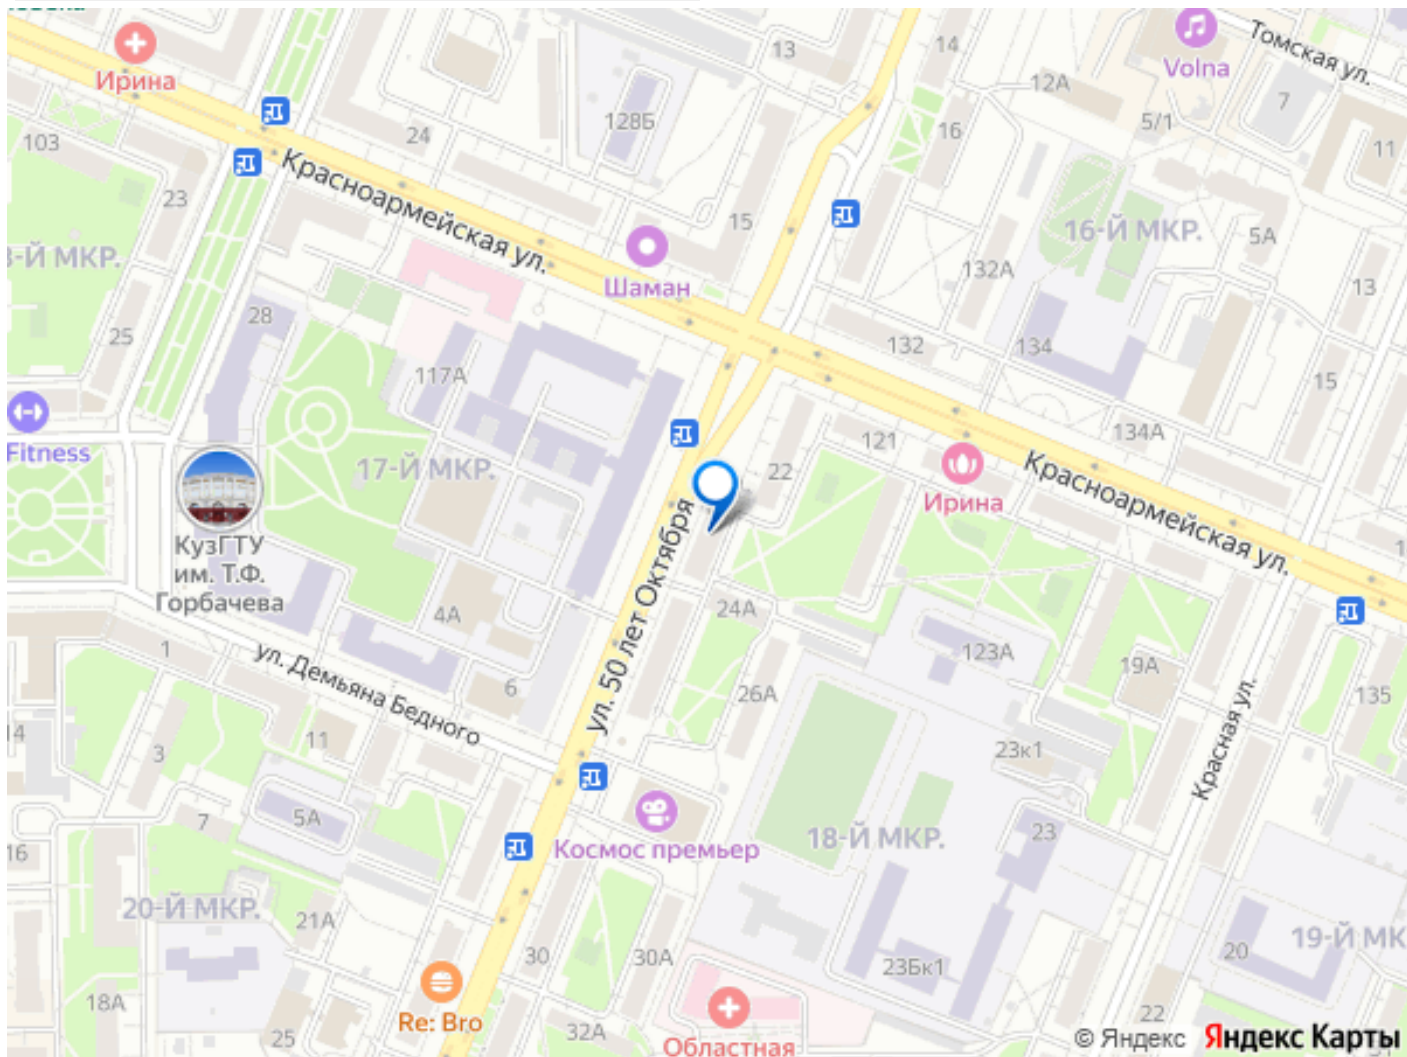 Ирина
Volna
Томская ул.
13
14
12А
7
5/1
11
103
24
128Б
16
23
Красноармейская ул.
15
16-Й МКР.
5А
3-Й МКР.
Шаман
132А
13
28
25
132
134
117А
15
Fitness
17-Й МКР.
22
121
134А
Ирина
Красноармейская ул.
КузГТУ
им. Т.Ф.
Горбачева
ул. 50 лет Октября
4А
24А
123А
1
ул. Демьяна Бедного
6
26А
19А
135
14
3
11
23к1
Красная ул.
7
5А
Космос премьер
18-Й МКР.
23
16
20-Й МКР.
21А
30
30А
23Бк1
20
19-Й МК
18А
25
Re: Bro
32А
Областная
22
© Яндекс Яндекс Карты